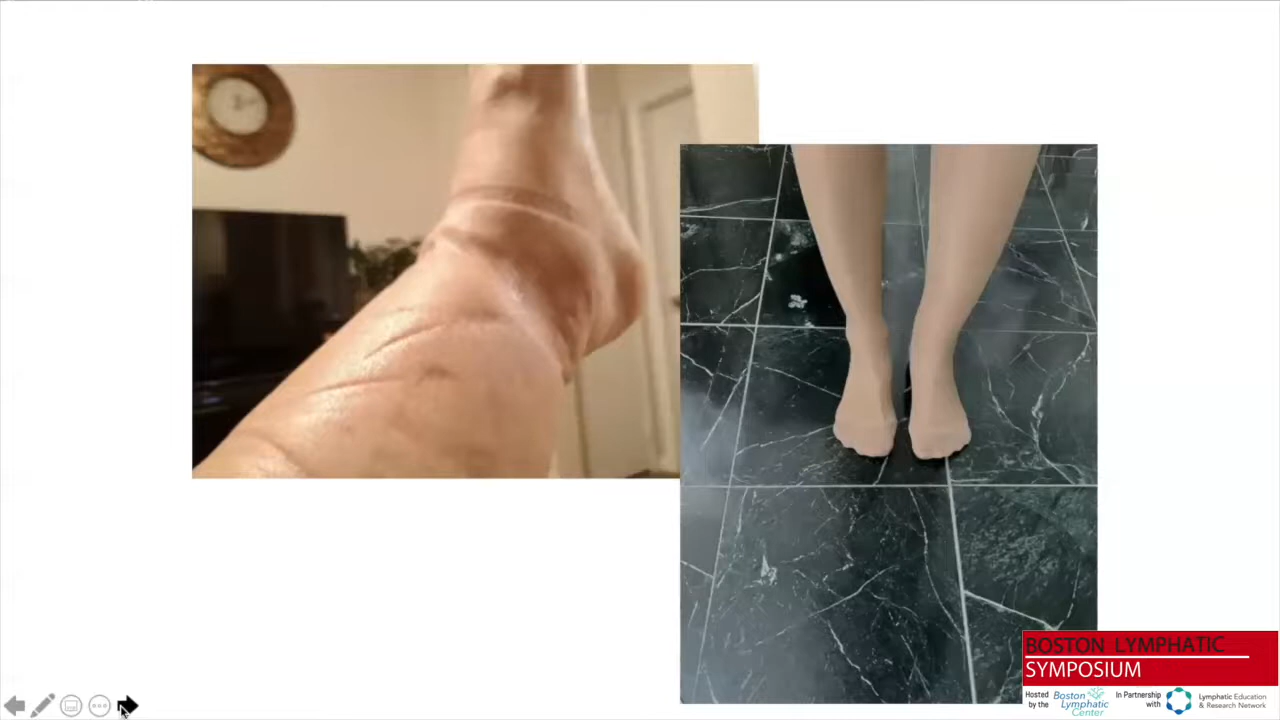 BOSTON LYMPHATIC
SYMPOSIUM
Hosted
by the
Boston
Lymphatic
Center
In Partnership
with
Lymphatic Education
& Research Network